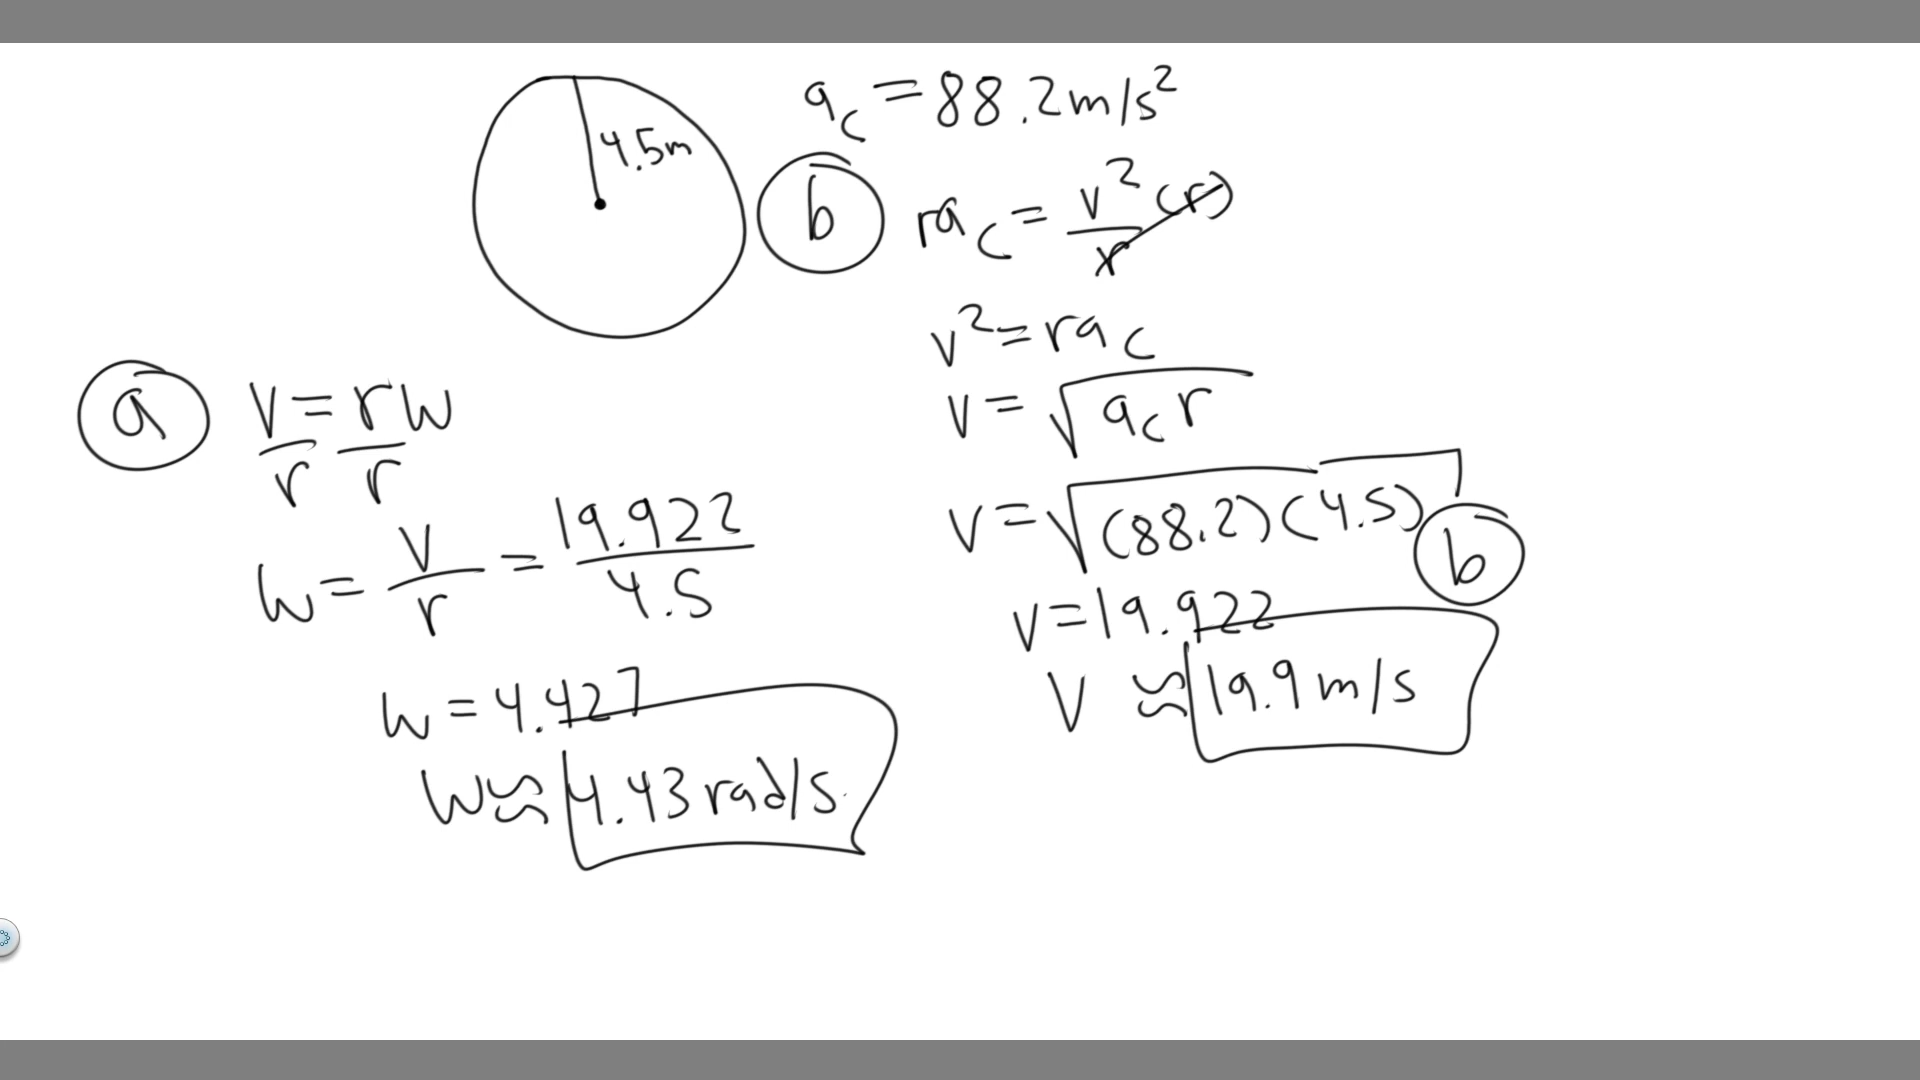 4.5m
a_c = 88.2 m/s²
b
ra_c = v²/r (r)
v² = ra_c
v = √(a_c r)
v = √((88.2)(4.5))
b
v = 19.922
V ≈ 19.9 m/s
a
V/r = rw/r
w = V/r = 19.922/4.5
w = 4.427
w ≈ 4.43 rad/s